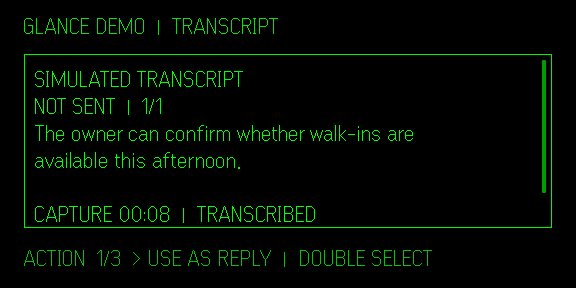 GLANCE DEMO | TRANSCRIPT
SIMULATED TRANSCRIPT
NOT SENT | 1/1
The owner can confirm whether walk-ins are
available this afternoon.
CAPTURE 00:08 | TRANSCRIBED
ACTION 1/3 > USE AS REPLY | DOUBLE SELECT